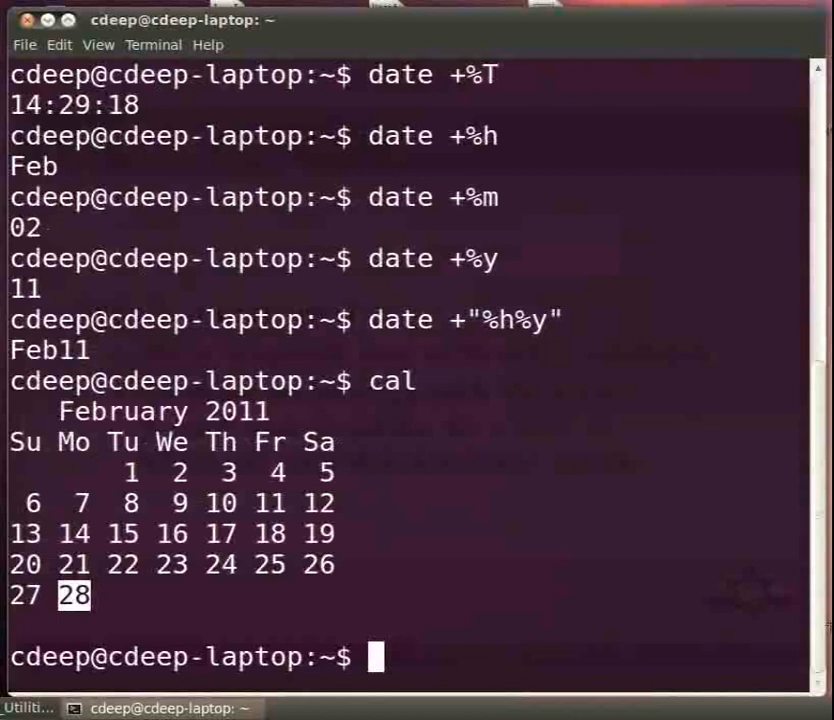 cdeep@cdeep-laptop: ~
File Edit View Terminal Help
cdeep@cdeep-laptop:~$ date +%T
14:29:18
cdeep@cdeep-laptop:~$ date +%h
Feb
cdeep@cdeep-laptop:~$ date +%m
02
cdeep@cdeep-laptop:~$ date +%y
11
cdeep@cdeep-laptop:~$ date +"%h%y"
Feb11
cdeep@cdeep-laptop:~$ cal
February 2011
Su Mo Tu We Th Fr Sa
1 2 3 4 5
6 7 8 9 10 11 12
13 14 15 16 17 18 19
20 21 22 23 24 25 26
27 28
cdeep@cdeep-laptop:~$
_Utiliti... cdeep@cdeep-laptop: ~